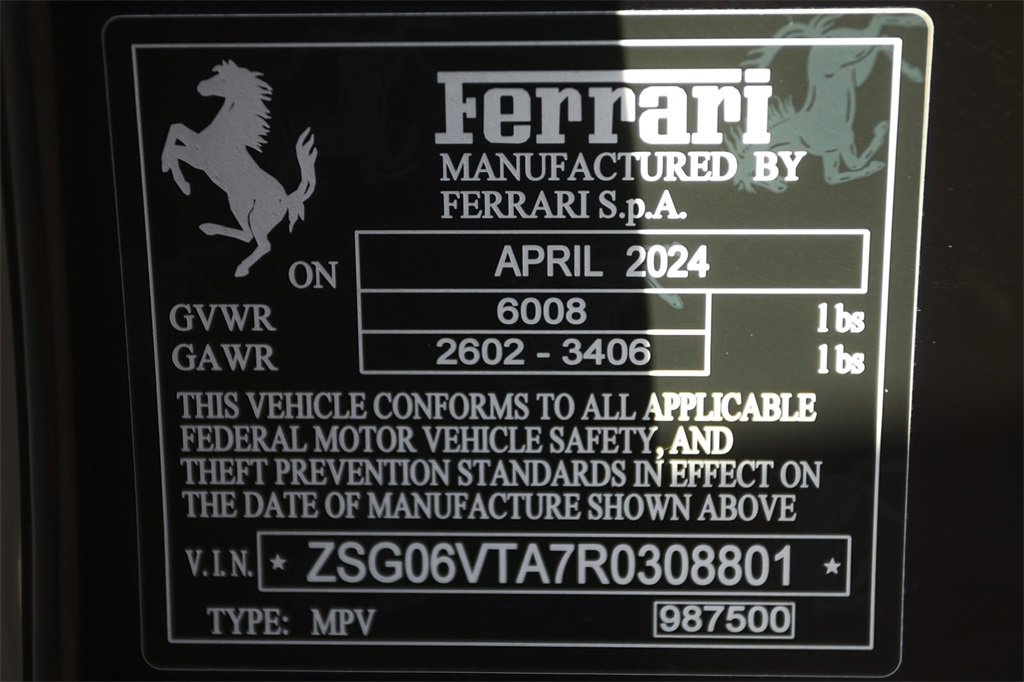 Ferrari
MANUFACTURED BY
FERRARI S.p.A.
ON APRIL 2024
GVWR 6008 lbs
GAWR 2602 - 3406 lbs
THIS VEHICLE CONFORMS TO ALL APPLICABLE
FEDERAL MOTOR VEHICLE SAFETY, AND
THEFT PREVENTION STANDARDS IN EFFECT ON
THE DATE OF MANUFACTURE SHOWN ABOVE
V.I.N. * ZSG06VTA7R0308801 *
TYPE: MPV 987500